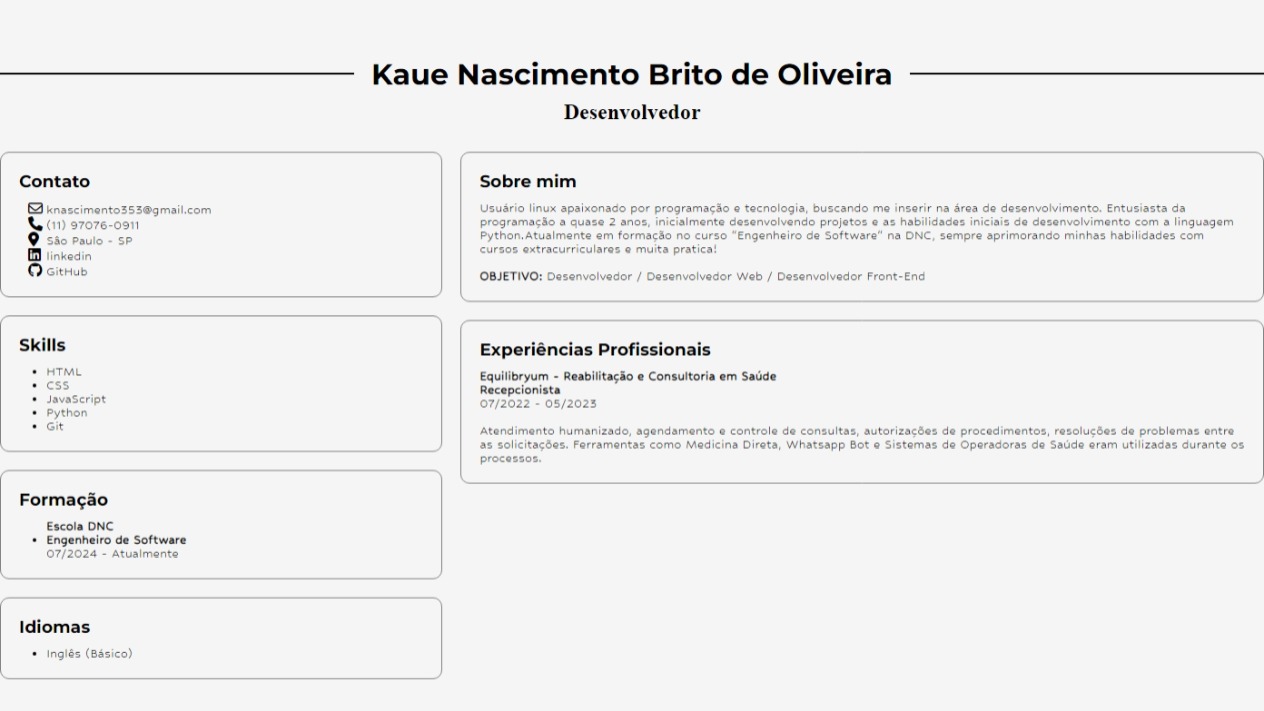 Kaue Nascimento Brito de Oliveira
Desenvolvedor
Contato
knascimento353@gmail.com
(11) 97076-0911
São Paulo - SP
linkedin
GitHub
Skills
HTML
CSS
JavaScript
Python
Git
Formação
Escola DNC
Engenheiro de Software
07/2024 - Atualmente
Idiomas
Inglês (Básico)
Sobre mim
Usuário linux apaixonado por programação e tecnologia, buscando me inserir na área de desenvolvimento. Entusiasta da
programação a quase 2 anos, inicialmente desenvolvendo projetos e as habilidades iniciais de desenvolvimento com a linguagem
Python.Atualmente em formação no curso "Engenheiro de Software" na DNC, sempre aprimorando minhas habilidades com
cursos extracurriculares e muita pratica!
OBJETIVO: Desenvolvedor / Desenvolvedor Web / Desenvolvedor Front-End
Experiências Profissionais
Equilibryum - Reabilitação e Consultoria em Saúde
Recepcionista
07/2022 - 05/2023
Atendimento humanizado, agendamento e controle de consultas, autorizações de procedimentos, resoluções de problemas entre
as solicitações. Ferramentas como Medicina Direta, Whatsapp Bot e Sistemas de Operadoras de Saúde eram utilizadas durante os
processos.